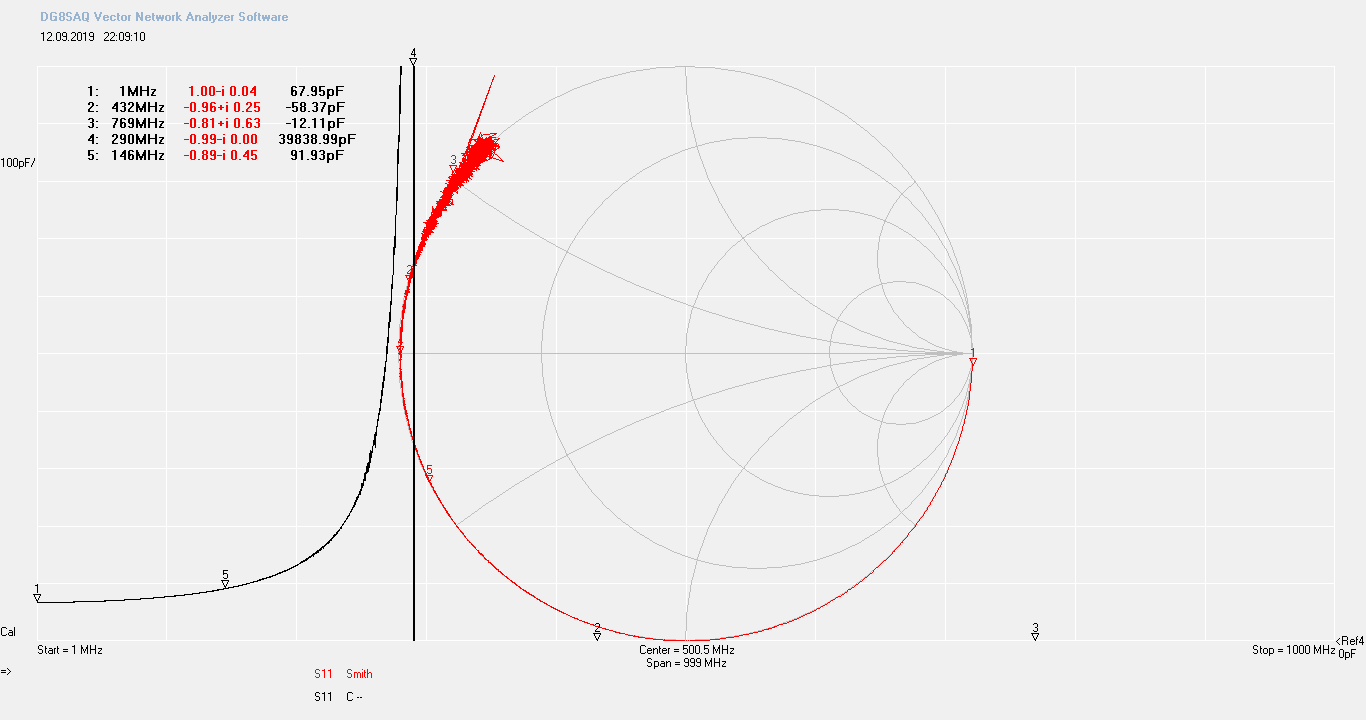 DG8SAQ Vector Network Analyzer Software
12.09.2019 22:09:10
4
1: 1MHz 1.00-i 0.04 67.95pF
2: 432MHz -0.96+i 0.25 -58.37pF
3: 769MHz -0.81+i 0.63 -12.11pF
4: 290MHz -0.99-i 0.00 39838.99pF
5: 146MHz -0.89-i 0.45 91.93pF
100pF/
3
2
4
1
5
5
1
2
3
Cal
<Ref4
0pF
Start = 1 MHz
Center = 500.5 MHz
Span = 999 MHz
Stop = 1000 MHz
=>
S11 Smith
S11 C --